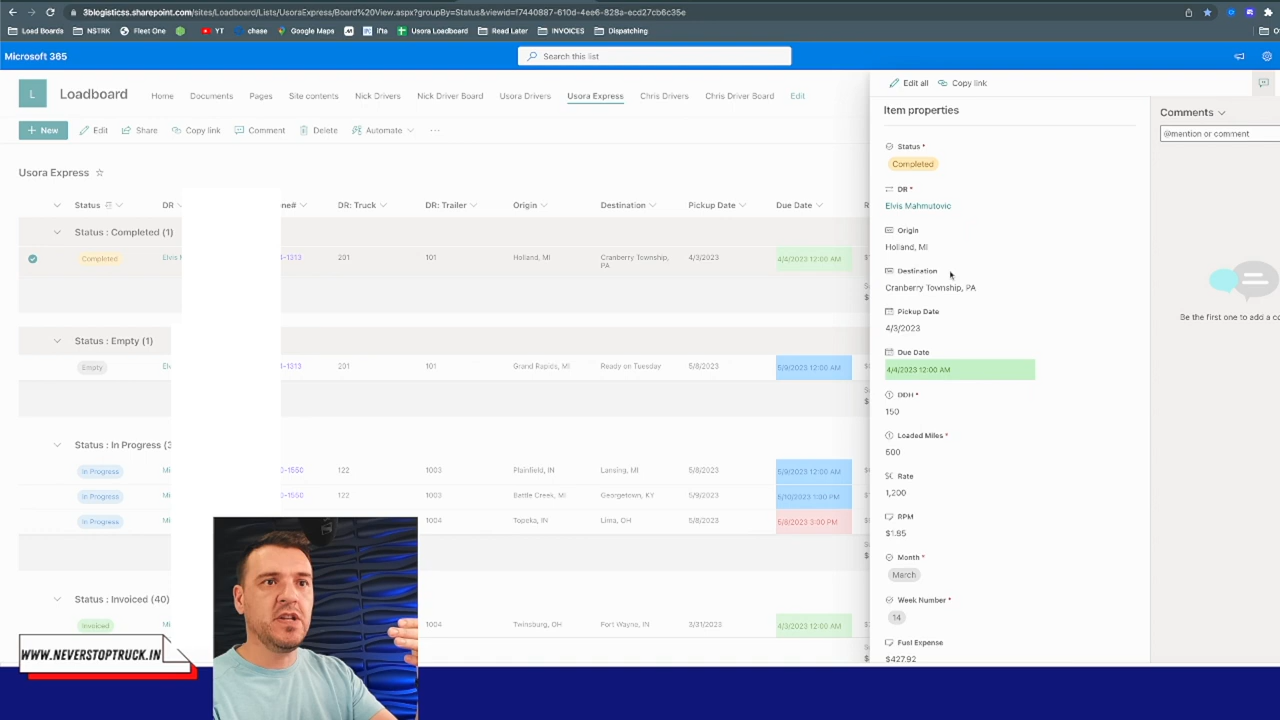 3blogisticss.sharepoint.com/sites/Loadboard/Lists/UsoraExpress/Board%20View.aspx?groupBy=Status&viewid=f7440887-610d-4ee6-828a-ecd27cb6c35e
Load Boards NSTRK Fleet One YT chase Google Maps ifta Usora Loadboard Read Later INVOICES Dispatching
Microsoft 365 Search this list
L Loadboard Home Documents Pages Site contents Nick Drivers Nick Driver Board Usora Drivers Usora Express Chris Drivers Chris Driver Board Edit
+ New Edit Share Copy link Comment Delete Automate ...
Usora Express
Status DR ne# DR: Truck DR: Trailer Origin Destination Pickup Date Due Date
Status : Completed (1)
Completed Elvis 1313 201 101 Holland, MI Cranberry Township, PA 4/3/2023 4/4/2023 12:00 AM
Status : Empty (1)
Empty 1313 201 101 Grand Rapids, MI Ready on Tuesday 5/8/2023 5/9/2023 12:00 AM
Status : In Progress (3
In Progress Mi 1550 122 1003 Plainfield, IN Lansing, MI 5/8/2023 5/9/2023 12:00 AM
In Progress Mi 1550 122 1003 Battle Creek, MI Georgetown, KY 5/9/2023 5/10/2023 1:00 PM
In Progress Mi 1004 Topeka, IN Lima, OH 5/8/2023 5/8/2023 3:00 PM
Status : Invoiced (40)
Invoiced Mi 1004 Twinsburg, OH Fort Wayne, IN 3/31/2023 4/3/2023 12:00 AM
WWW.NEVERSTOPTRUCK.IN
Edit all Copy link
Item properties
Status *
Completed
DR *
Elvis Mahmutovic
Origin
Holland, MI
Destination
Cranberry Township, PA
Pickup Date
4/3/2023
Due Date
4/4/2023 12:00 AM
DDH *
150
Loaded Miles *
500
Rate
1,200
RPM
$1.85
Month *
March
Week Number *
14
Fuel Expense
$427.92
Comments
@mention or comment
Be the first to add a co